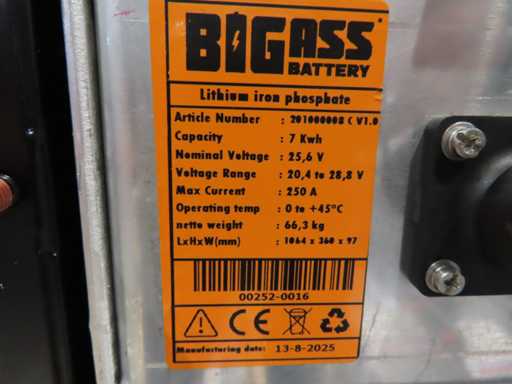 BIGASS
BATTERY
Lithium iron phosphate
Article Number : 201000008 C V1.0
Capacity : 7 Kwh
Nominal Voltage : 25,6 V
Voltage Range : 20,4 to 28,8 V
Max Current : 250 A
Operating temp : 0 to +45°C
netto weight : 66,3 kg
LxHxW(mm) : 1064 x 360 x 97
00252-0016
CE
Manufacturing date: 13-8-2025